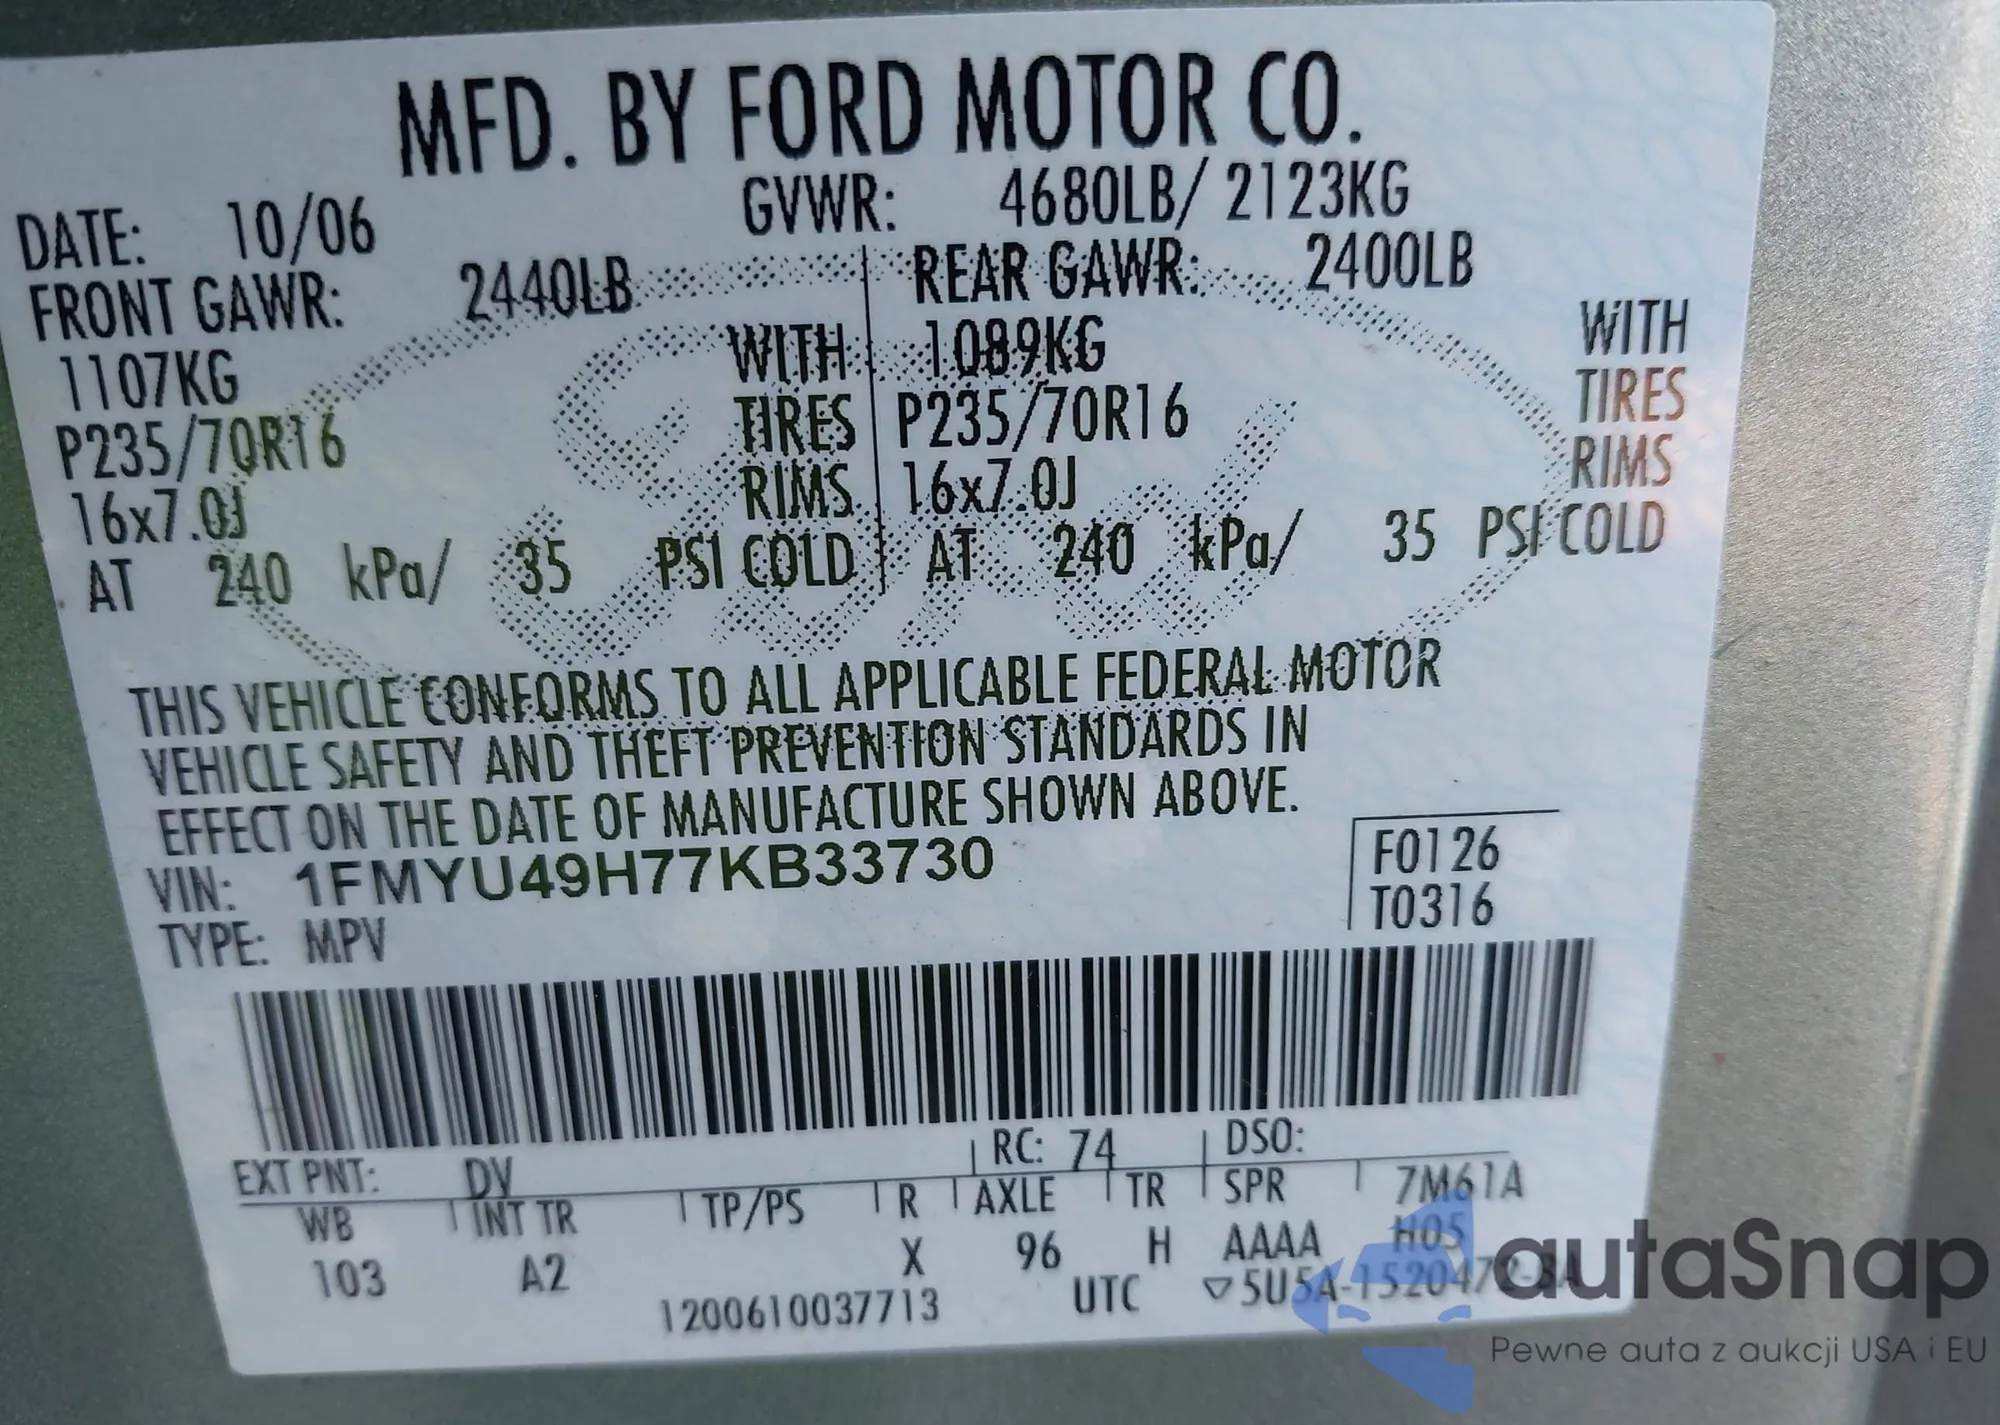 MFD. BY FORD MOTOR CO.
DATE: 10/06 GVWR: 4680LB/ 2123KG
FRONT GAWR: 2440LB REAR GAWR: 2400LB
1107KG WITH 1089KG WITH
P235/70R16 TIRES P235/70R16 TIRES
16x7.0J RIMS 16x7.0J RIMS
AT 240 kPa/ 35 PSI COLD AT 240 kPa/ 35 PSI COLD
THIS VEHICLE CONFORMS TO ALL APPLICABLE FEDERAL MOTOR
VEHICLE SAFETY AND THEFT PREVENTION STANDARDS IN
EFFECT ON THE DATE OF MANUFACTURE SHOWN ABOVE.
VIN: 1FMYU49H77KB33730 F0126
TYPE: MPV T0316
EXT PNT: DV RC: 74 DSO:
WB INT TR TP/PS R AXLE TR SPR 7M61A
103 A2 X 96 H AAAA H05
1200610037713 UTC ▽5U5A-1520472-BA
autaSnap
Pewne auta z aukcji USA i EU